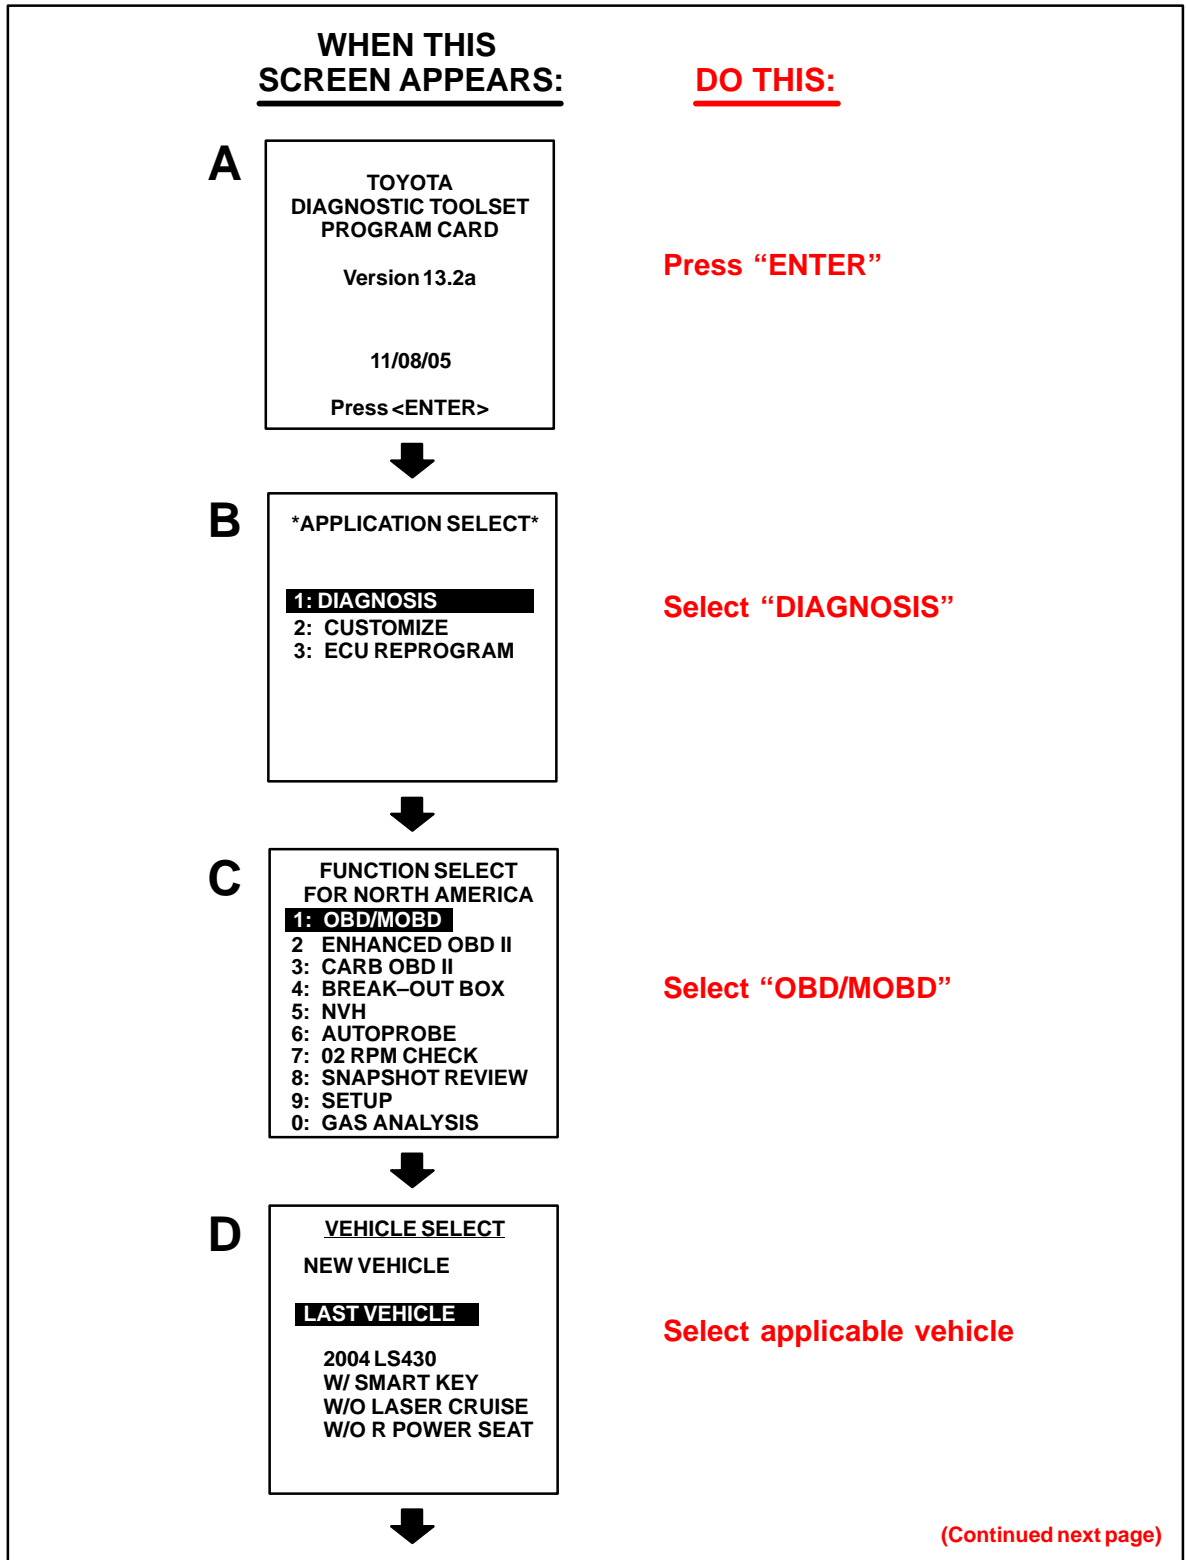 WHEN THIS
SCREEN APPEARS:
DO THIS:
A
TOYOTA
DIAGNOSTIC TOOLSET
PROGRAM CARD
Version 13.2a
11/08/05
Press <ENTER>
Press “ENTER”
B
*APPLICATION SELECT*
1: DIAGNOSIS
2: CUSTOMIZE
3: ECU REPROGRAM
Select “DIAGNOSIS”
C
FUNCTION SELECT
FOR NORTH AMERICA
1: OBD/MOBD
2 ENHANCED OBD II
3: CARB OBD II
4: BREAK–OUT BOX
5: NVH
6: AUTOPROBE
7: 02 RPM CHECK
8: SNAPSHOT REVIEW
9: SETUP
0: GAS ANALYSIS
Select “OBD/MOBD”
D
VEHICLE SELECT
NEW VEHICLE
LAST VEHICLE
2004 LS430
W/ SMART KEY
W/O LASER CRUISE
W/O R POWER SEAT
Select applicable vehicle
(Continued next page)